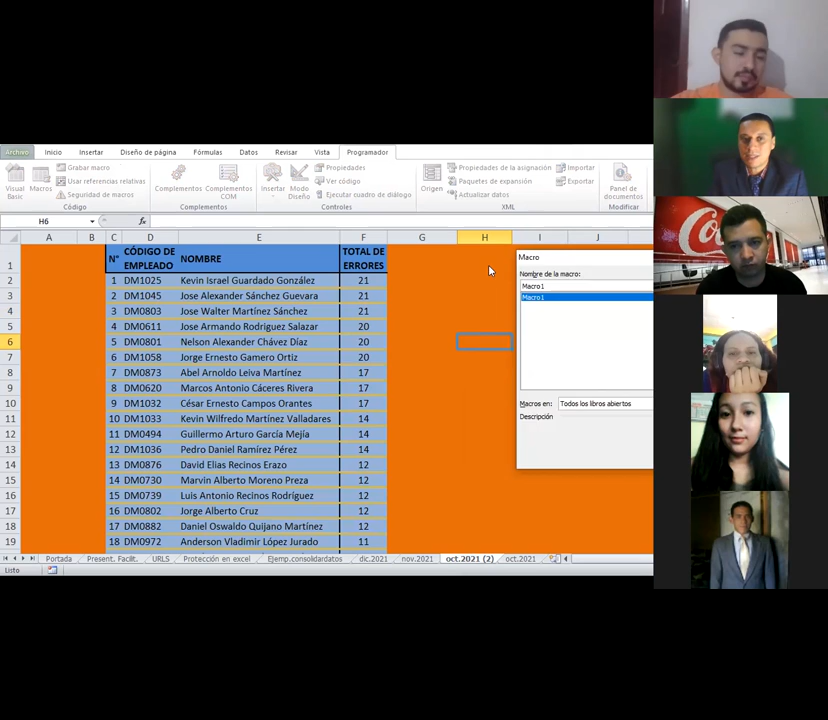 Archivo Inicio Insertar Diseño de página Fórmulas Datos Revisar Vista Programador
Visual Basic
Macros
Grabar macro
Usar referencias relativas
Seguridad de macros
Código
Complementos
Complementos COM
Complementos
Insertar
Modo Diseño
Propiedades
Ver código
Ejecutar cuadro de diálogo
Controles
Origen
Propiedades de la asignación
Paquetes de expansión
Actualizar datos
Importar
Exportar
XML
Panel de documentos
Modificar
H6 fx
A B C D E F G H I J
1 N° CÓDIGO DE EMPLEADO NOMBRE TOTAL DE ERRORES
2 1 DM1025 Kevin Israel Guardado González 21
3 2 DM1045 Jose Alexander Sánchez Guevara 21
4 3 DM0803 Jose Walter Martínez Sánchez 21
5 4 DM0611 Jose Armando Rodriguez Salazar 20
6 5 DM0801 Nelson Alexander Chávez Díaz 20
7 6 DM1058 Jorge Ernesto Gamero Ortiz 20
8 7 DM0873 Abel Arnoldo Leiva Martínez 17
9 8 DM0620 Marcos Antonio Cáceres Rivera 17
10 9 DM1032 César Ernesto Campos Orantes 17
11 10 DM1033 Kevin Wilfredo Martínez Valladares 14
12 11 DM0494 Guillermo Arturo García Mejía 14
13 12 DM1036 Pedro Daniel Ramírez Pérez 14
14 13 DM0876 David Elias Recinos Erazo 12
15 14 DM0730 Marvin Alberto Moreno Preza 12
16 15 DM0739 Luis Antonio Recinos Rodríguez 12
17 16 DM0802 Jorge Alberto Cruz 12
18 17 DM0882 Daniel Oswaldo Quijano Martínez 12
19 18 DM0972 Anderson Vladimir López Jurado 11
Macro
Nombre de la macro:
Macro1
Macro1
Macros en: Todos los libros abiertos
Descripción
Portada Present. Facilit. URLS Protección en excel Ejemp.consolidardatos dic.2021 nov.2021 oct.2021 (2) oct.2021
Listo